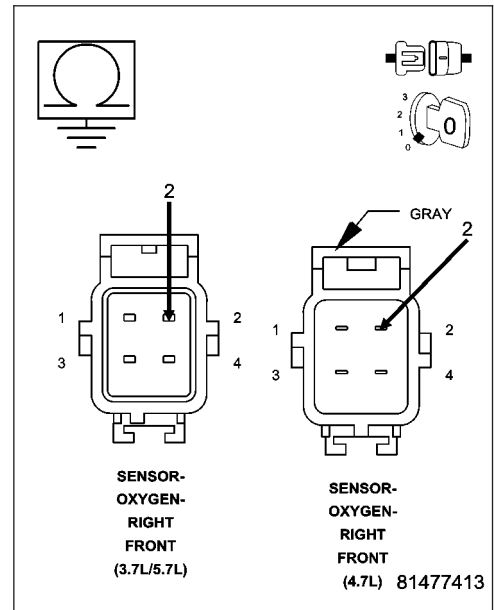 3
2
1
0
0
2
GRAY
2
1
2
3
4
1
2
3
4
SENSOR-
OXYGEN-
RIGHT
FRONT
(3.7L/5.7L)
SENSOR-
OXYGEN-
RIGHT
FRONT
(4.7L)
81477413